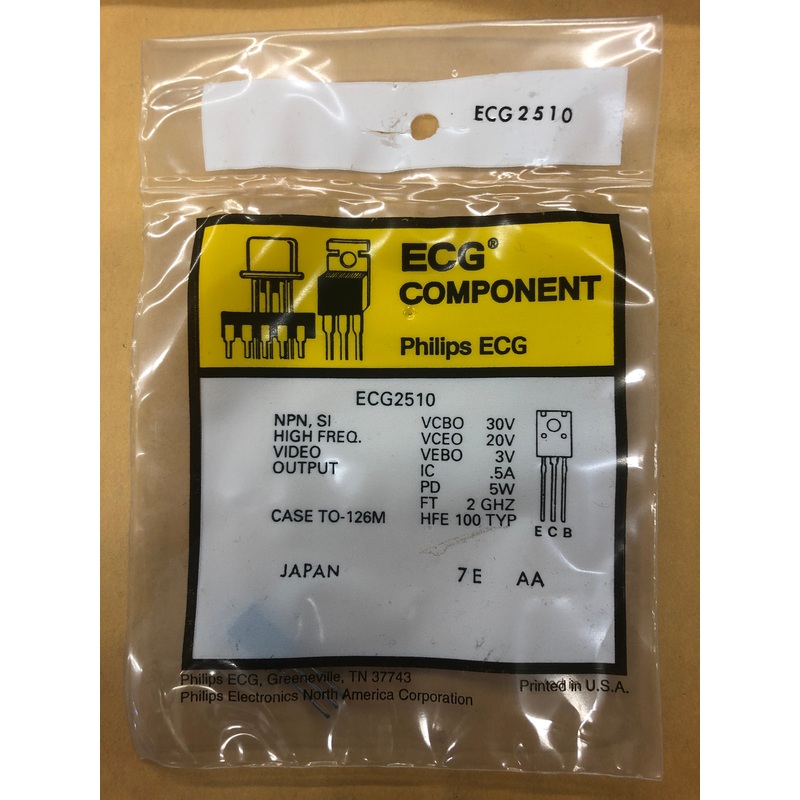 ECG2510
ECG®
COMPONENT
Philips ECG
ECG2510
NPN, SI
HIGH FREQ.
VIDEO
OUTPUT
CASE TO-126M
VCBO 30V
VCEO 20V
VEBO 3V
IC .5A
PD 5W
FT 2 GHZ
HFE 100 TYP
E C B
JAPAN 7E AA
Philips ECG, Greeneville, TN 37743
Philips Electronics North America Corporation
Printed in U.S.A.